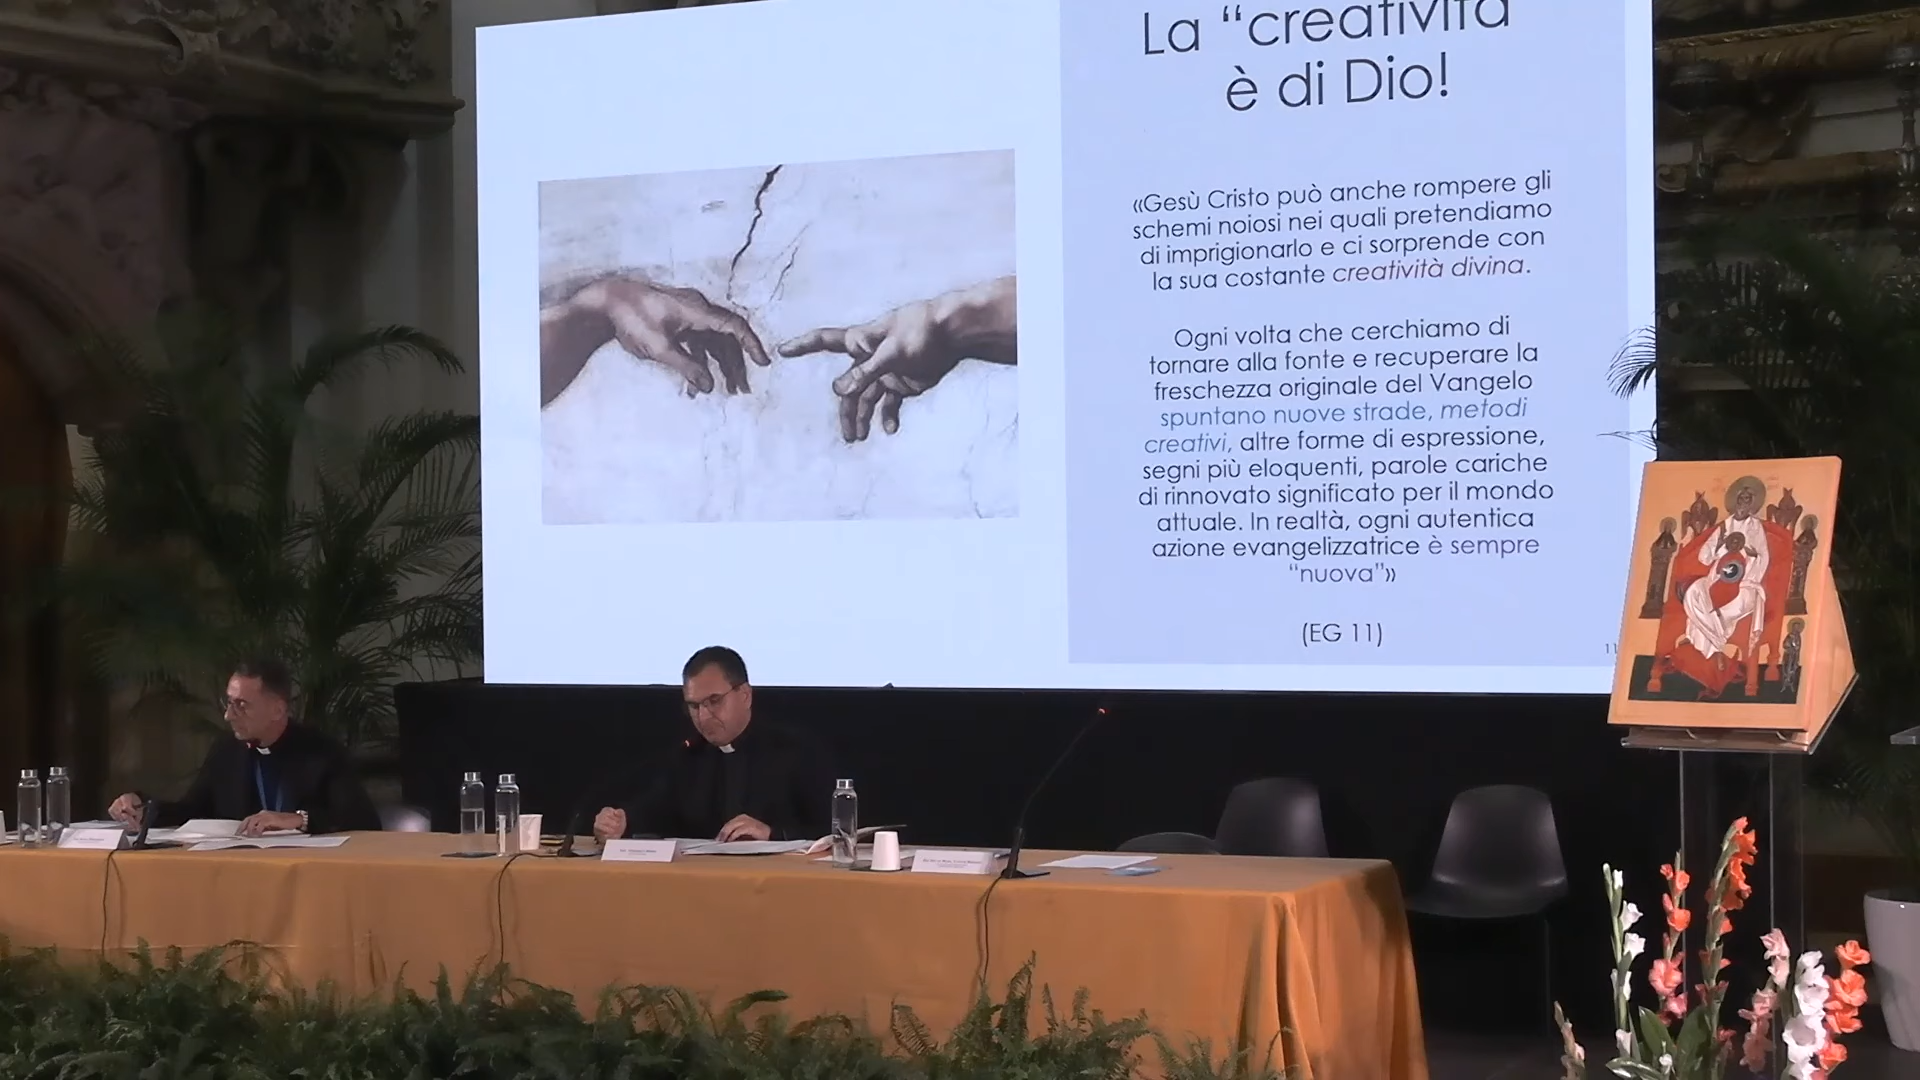 La “creatività
è di Dio!
«Gesù Cristo può anche rompere gli
schemi noiosi nei quali pretendiamo
di imprigionarlo e ci sorprende con
la sua costante creatività divina.
Ogni volta che cerchiamo di
tornare alla fonte e recuperare la
freschezza originale del Vangelo
spuntano nuove strade, metodi
creativi, altre forme di espressione,
segni più eloquenti, parole cariche
di rinnovato significato per il mondo
attuale. In realtà, ogni autentica
azione evangelizzatrice è sempre
“nuova”»
(EG 11)
11